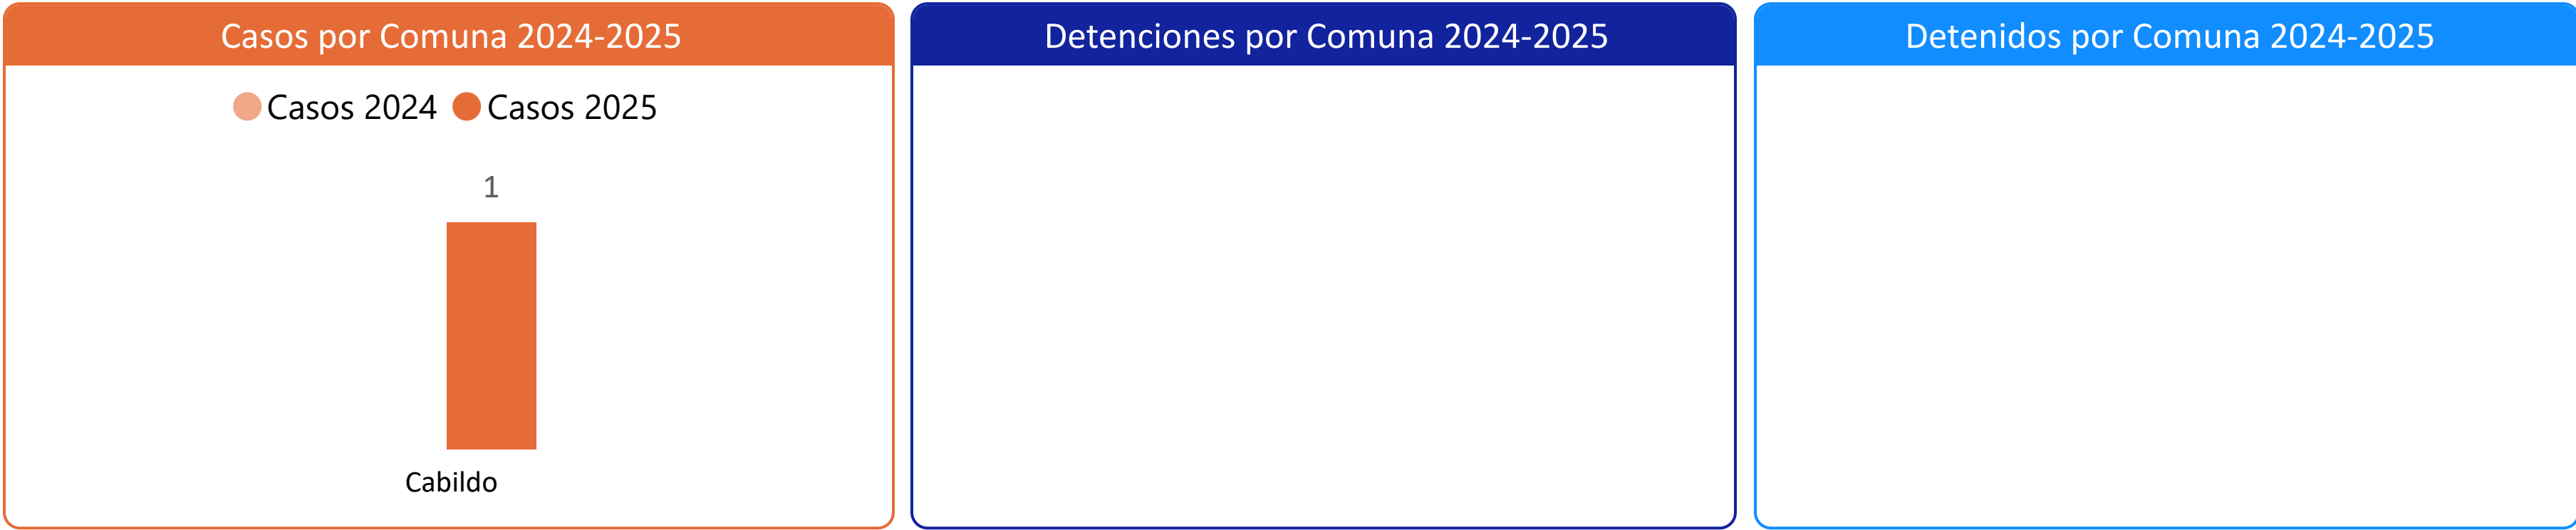 Casos por Comuna 2024-2025
Casos 2024 Casos 2025
1
Cabildo
Detenciones por Comuna 2024-2025
Detenidos por Comuna 2024-2025